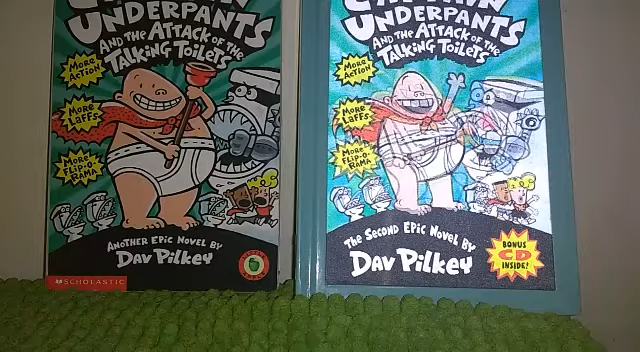 UNDERPANTS
AND THE ATTACK OF THE
TALKING TOILETS
MORE
ACTION
MORE
LAFFS
MORE
FLIP-O-
RAMA
ANOTHER EPIC NOVEL BY
DAV PILKEY
SCHOLASTIC
CAPTAIN
UNDERPANTS
AND THE ATTACK OF THE
TALKING TOILETS
MORE
ACTION
MORE
LAFFS
MORE
FLIP-O
RAMA
THE SECOND EPIC NOVEL BY
DAV PILKEY
BONUS
CD
INSIDE!